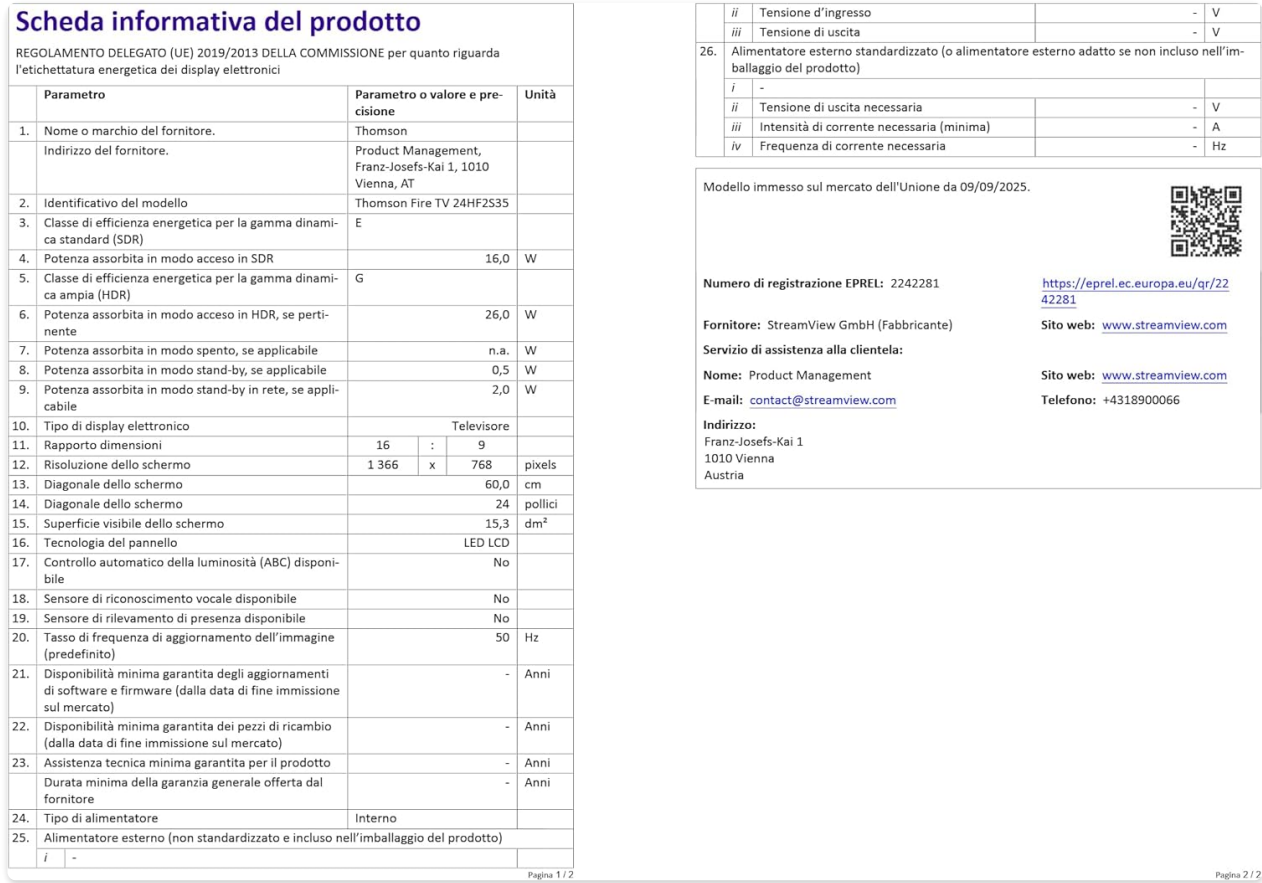 Scheda informativa del prodotto
REGOLAMENTO DELEGATO (UE) 2019/2013 DELLA COMMISSIONE per quanto riguarda
l'etichettatura energetica dei display elettronici
Parametro Parametro o valore e pre-
cisione Unità
1. Nome o marchio del fornitore. Thomson
Indirizzo del fornitore. Product Management,
Franz-Josefs-Kai 1, 1010
Vienna, AT
2. Identificativo del modello Thomson Fire TV 24HF2S35
3. Classe di efficienza energetica per la gamma dinami- E
ca standard (SDR)
4. Potenza assorbita in modo acceso in SDR 16,0 W
5. Classe di efficienza energetica per la gamma dinami- G
ca ampia (HDR)
6. Potenza assorbita in modo acceso in HDR, se perti- 26,0 W
nente
7. Potenza assorbita in modo spento, se applicabile n.a. W
8. Potenza assorbita in modo stand-by, se applicabile 0,5 W
9. Potenza assorbita in modo stand-by in rete, se appli- 2,0 W
cabile
10. Tipo di display elettronico Televisore
11. Rapporto dimensioni 16 : 9
12. Risoluzione dello schermo 1 366 x 768 pixels
13. Diagonale dello schermo 60,0 cm
14. Diagonale dello schermo 24 pollici
15. Superficie visibile dello schermo 15,3 dm²
16. Tecnologia del pannello LED LCD
17. Controllo automatico della luminosità (ABC) disponi- No
bile
18. Sensore di riconoscimento vocale disponibile No
19. Sensore di rilevamento di presenza disponibile No
20. Tasso di frequenza di aggiornamento dell’immagine 50 Hz
(predefinito)
21. Disponibilità minima garantita degli aggiornamenti - Anni
di software e firmware (dalla data di fine immissione
sul mercato)
22. Disponibilità minima garantita dei pezzi di ricambio - Anni
(dalla data di fine immissione sul mercato)
23. Assistenza tecnica minima garantita per il prodotto - Anni
Durata minima della garanzia generale offerta dal - Anni
fornitore
24. Tipo di alimentatore Interno
25. Alimentatore esterno (non standardizzato e incluso nell’imballaggio del prodotto)
i -
Pagina 1 / 2
ii Tensione d’ingresso - V
iii Tensione di uscita - V
26. Alimentatore esterno standardizzato (o alimentatore esterno adatto se non incluso nell’im-
ballaggio del prodotto)
i -
ii Tensione di uscita necessaria - V
iii Intensità di corrente necessaria (minima) - A
iv Frequenza di corrente necessaria - Hz
Modello immesso sul mercato dell'Unione da 09/09/2025.
Numero di registrazione EPREL: 2242281 https://eprel.ec.europa.eu/qr/22
42281
Fornitore: StreamView GmbH (Fabbricante) Sito web: www.streamview.com
Servizio di assistenza alla clientela:
Nome: Product Management Sito web: www.streamview.com
E-mail: contact@streamview.com Telefono: +4318900066
Indirizzo:
Franz-Josefs-Kai 1
1010 Vienna
Austria
Pagina 2 / 2